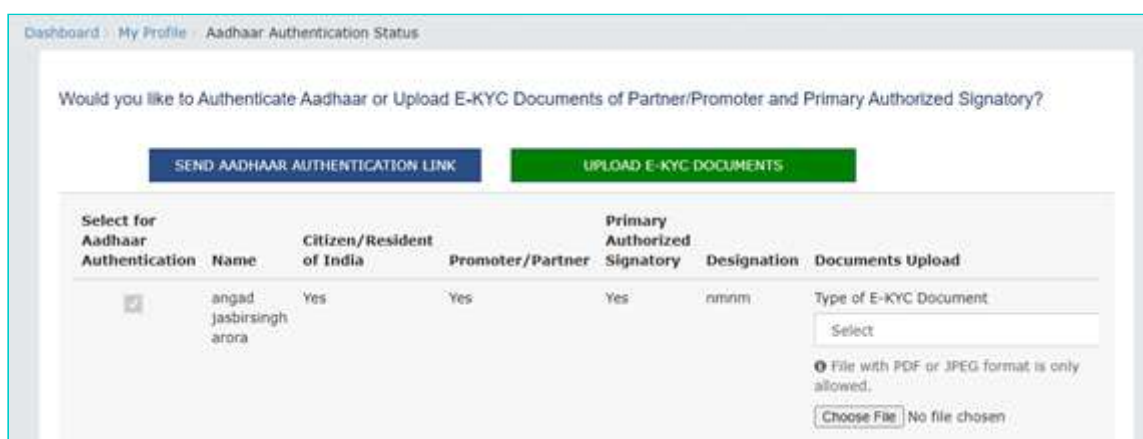 Dashboard My Profile Aadhaar Authentication Status
Would you like to Authenticate Aadhaar or Upload E-KYC Documents of Partner/Promoter and Primary Authorized Signatory?
SEND AADHAAR AUTHENTICATION LINK
UPLOAD E-KYC DOCUMENTS
Select for
Aadhaar
Authentication
Name
Citizen/Resident
of India
Promoter/Partner
Primary
Authorized
Signatory
Designation
Documents Upload
angad
jasbirsingh
arora
Yes
Yes
Yes
nmnm
Type of E-KYC Document
Select
File with PDF or JPEG format is only
allowed.
Choose File No file chosen